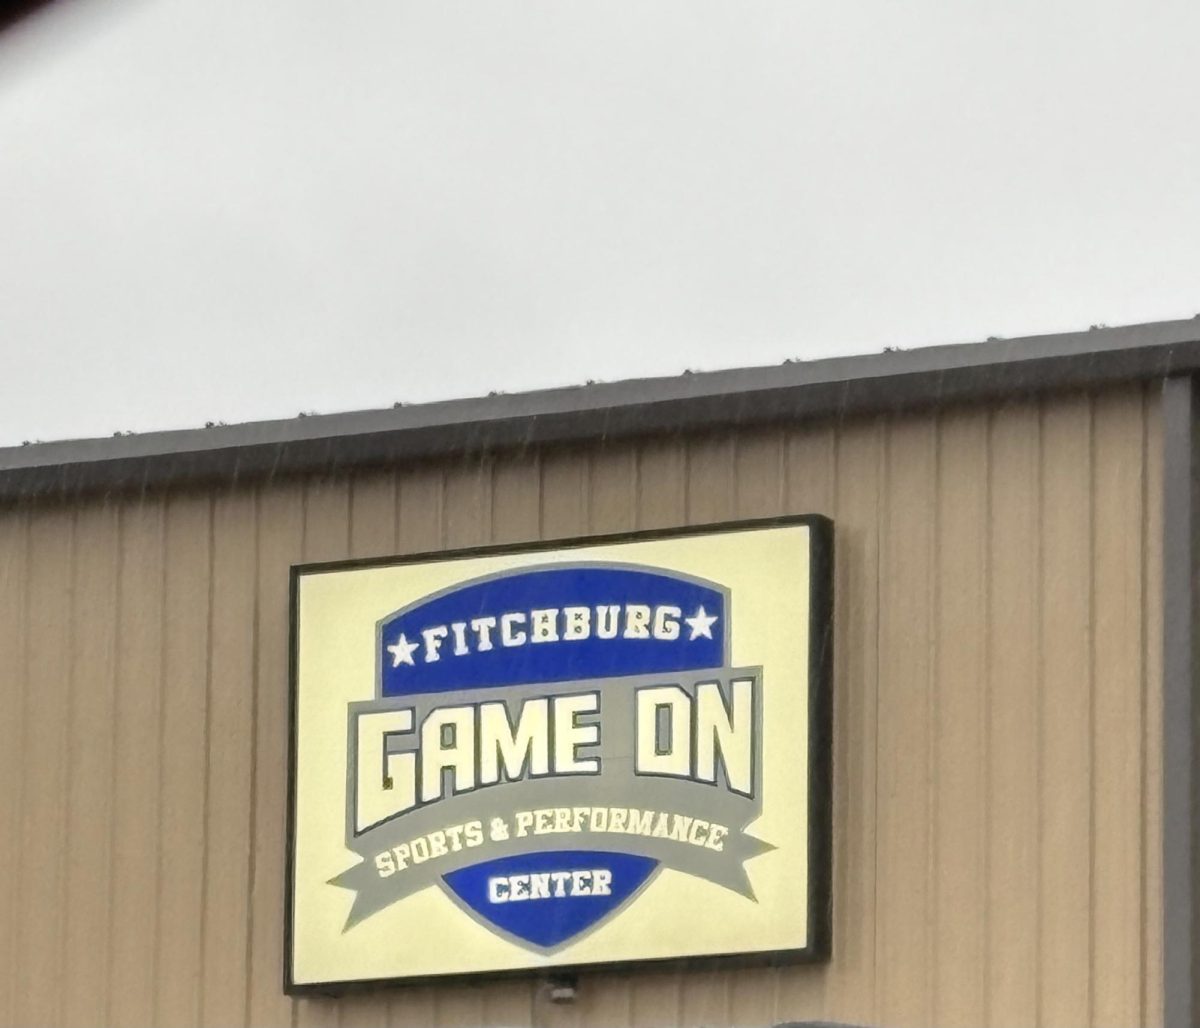 FITCHBURG
GAME ON
SPORTS & PERFORMANCE
CENTER